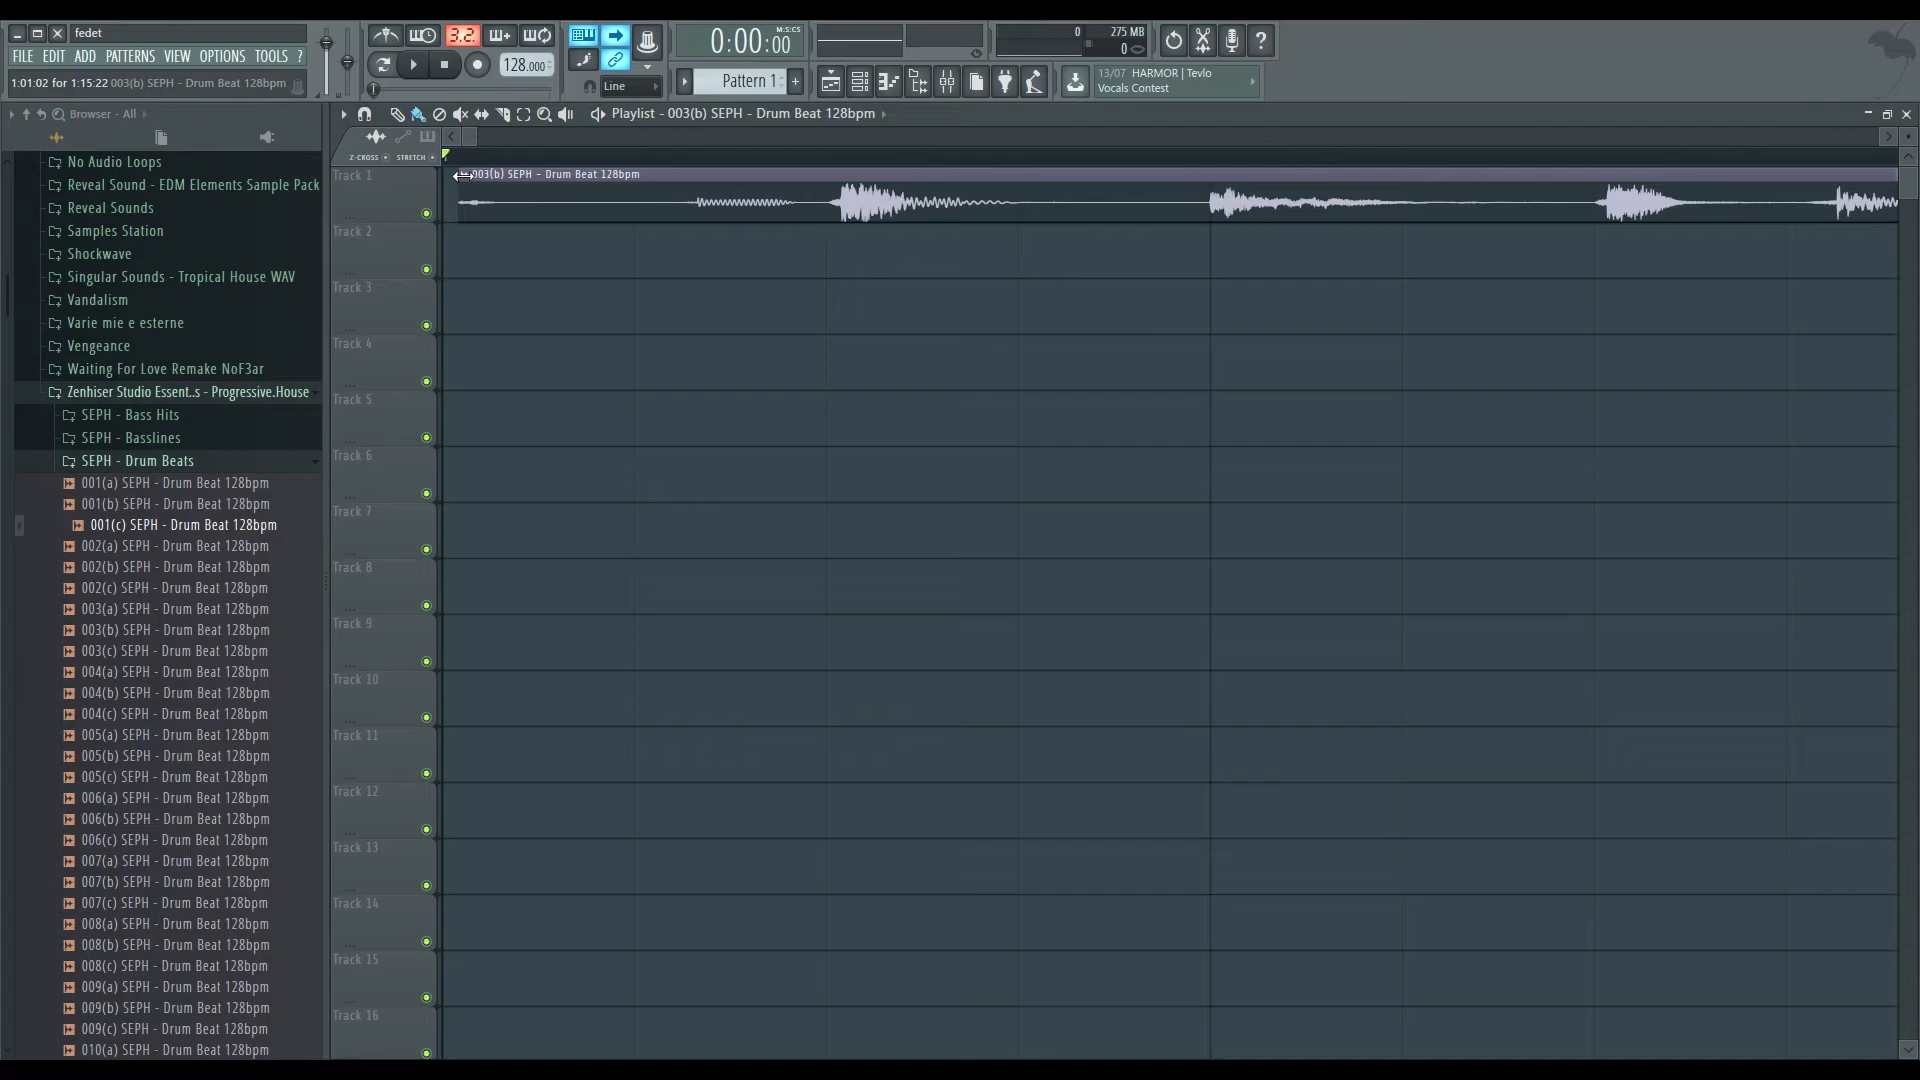 fedet
FILE EDIT ADD PATTERNS VIEW OPTIONS TOOLS ?
1:01:02 for 1:15:22 003(b) SEPH - Drum Beat 128bpm
3.2.
128.000
Line
0:00:00
M:S:CS
Pattern 1
0
275 MB
0
13/07 HARMOR | Tevlo
Vocals Contest
Browser - All
Playlist - 003(b) SEPH - Drum Beat 128bpm
Z-CROSS
STRETCH
No Audio Loops
Reveal Sound - EDM Elements Sample Pack
Reveal Sounds
Samples Station
Shockwave
Singular Sounds - Tropical House WAV
Vandalism
Varie mie e esterne
Vengeance
Waiting For Love Remake NoF3ar
Zenhiser Studio Essent..s - Progressive.House
SEPH - Bass Hits
SEPH - Basslines
SEPH - Drum Beats
001(a) SEPH - Drum Beat 128bpm
001(b) SEPH - Drum Beat 128bpm
001(c) SEPH - Drum Beat 128bpm
002(a) SEPH - Drum Beat 128bpm
002(b) SEPH - Drum Beat 128bpm
002(c) SEPH - Drum Beat 128bpm
003(a) SEPH - Drum Beat 128bpm
003(b) SEPH - Drum Beat 128bpm
003(c) SEPH - Drum Beat 128bpm
004(a) SEPH - Drum Beat 128bpm
004(b) SEPH - Drum Beat 128bpm
004(c) SEPH - Drum Beat 128bpm
005(a) SEPH - Drum Beat 128bpm
005(b) SEPH - Drum Beat 128bpm
005(c) SEPH - Drum Beat 128bpm
006(a) SEPH - Drum Beat 128bpm
006(b) SEPH - Drum Beat 128bpm
006(c) SEPH - Drum Beat 128bpm
007(a) SEPH - Drum Beat 128bpm
007(b) SEPH - Drum Beat 128bpm
007(c) SEPH - Drum Beat 128bpm
008(a) SEPH - Drum Beat 128bpm
008(b) SEPH - Drum Beat 128bpm
008(c) SEPH - Drum Beat 128bpm
009(a) SEPH - Drum Beat 128bpm
009(b) SEPH - Drum Beat 128bpm
009(c) SEPH - Drum Beat 128bpm
010(a) SEPH - Drum Beat 128bpm
Track 1
003(b) SEPH - Drum Beat 128bpm
Track 2
Track 3
Track 4
Track 5
Track 6
Track 7
Track 8
Track 9
Track 10
Track 11
Track 12
Track 13
Track 14
Track 15
Track 16